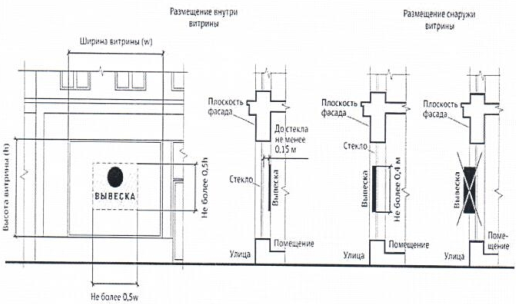 Размещение внутри
витрины
Размещение снаружи
витрины
Ширина витрины (w)
Плоскость
фасада
До стекла
не менее
0,15 м
Плоскость
фасада
Стекло
Плоскость
фасада
Высота витрины (h)
ВЫВЕСКА
Не более 0,5h
Стекло
Вывеска
Вывеска
Не более 0,4 м
Вывеска
Помещение
Улица
Помещение
Улица
Поме-
щение
Улица
Не более 0,5w